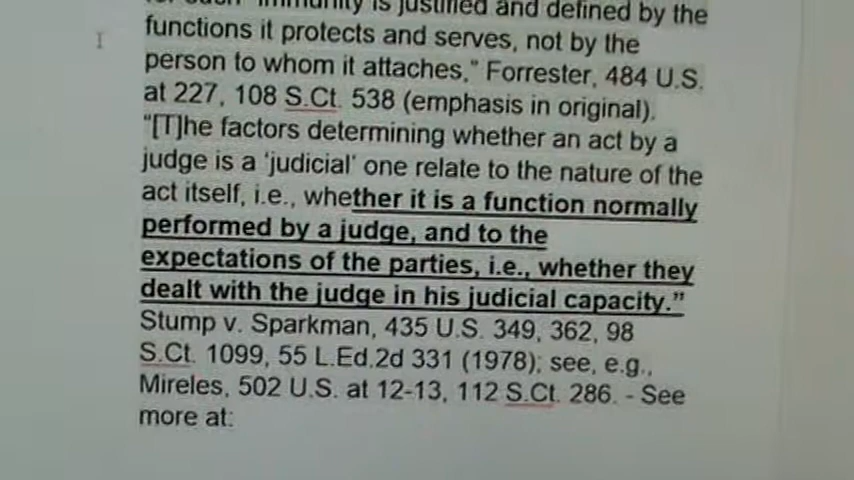 for such "immunity is justified and defined by the
functions it protects and serves, not by the
person to whom it attaches," Forrester, 484 U.S.
at 227, 108 S.Ct. 538 (emphasis in original).
"[T]he factors determining whether an act by a
judge is a 'judicial' one relate to the nature of the
act itself, i.e., whether it is a function normally
performed by a judge, and to the
expectations of the parties, i.e., whether they
dealt with the judge in his judicial capacity."
Stump v. Sparkman, 435 U.S. 349, 362, 98
S.Ct. 1099, 55 L.Ed.2d 331 (1978); see, e.g.,
Mireles, 502 U.S. at 12-13, 112 S.Ct. 286. - See
more at: